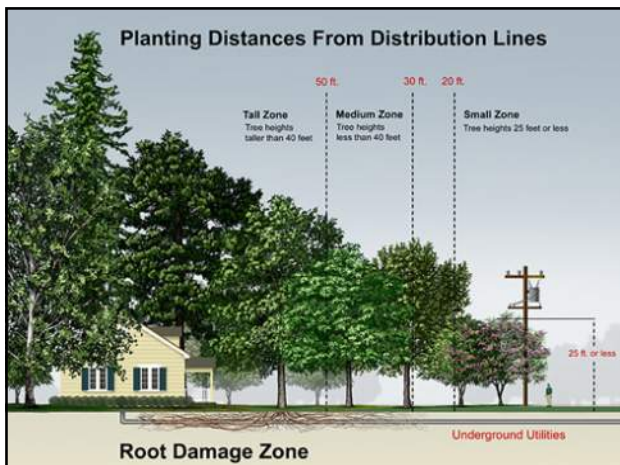 Planting Distances From Distribution Lines
50 ft.
30 ft.
20 ft.
Tall Zone
Tree heights
taller than 40 feet
Medium Zone
Tree heights
less than 40 feet
Small Zone
Tree heights 25 feet or less
25 ft. or less
Underground Utilities
Root Damage Zone